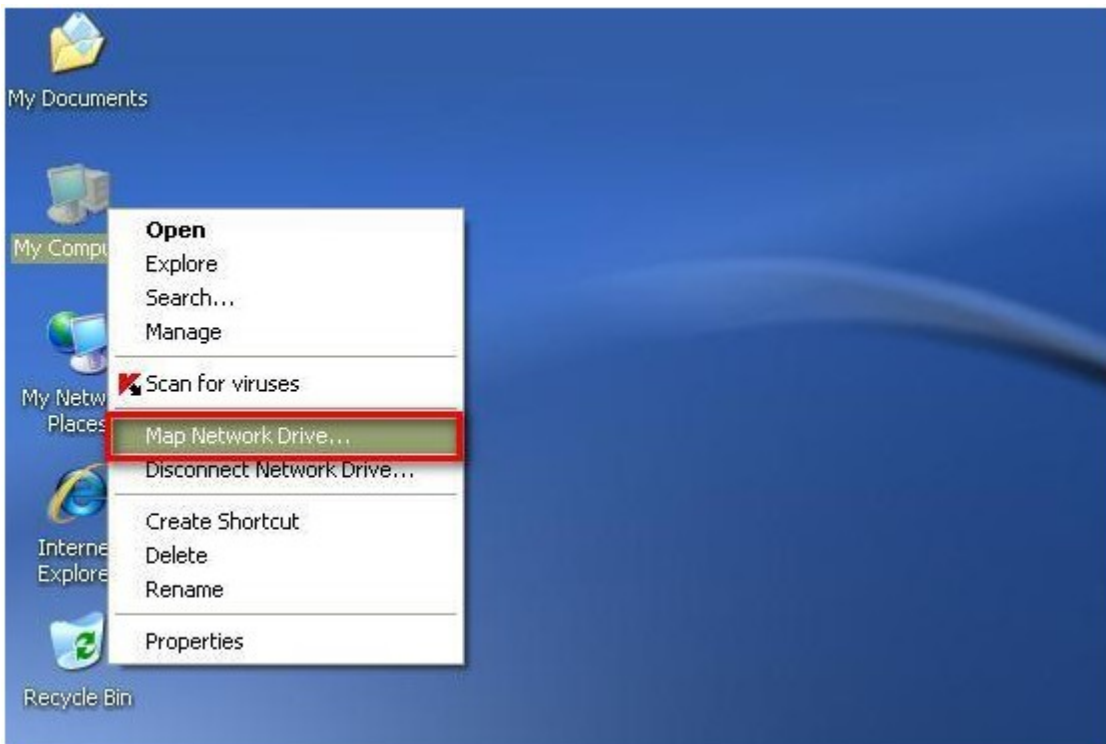 My Documents
My Compu
Open
Explore
Search...
Manage
Scan for viruses
Map Network Drive...
Disconnect Network Drive...
Create Shortcut
Delete
Rename
Properties
My Netw
Places
Interne
Explore
Recycle Bin